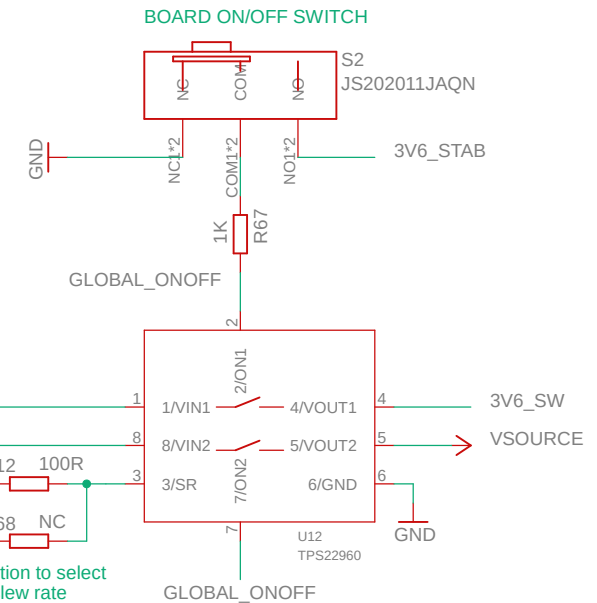 BOARD ON/OFF SWITCH
S2
JS202011JAQN
NC
COM
NO
GND
NC1*2
COM1*2
NO1*2
3V6_STAB
1K
R67
GLOBAL_ONOFF
2
2/ON1
1
1/VIN1
4/VOUT1
4
3V6_SW
8
8/VIN2
5/VOUT2
5
VSOURCE
12
100R
3
3/SR
7/ON2
6/GND
6
68
NC
7
U12
TPS22960
GND
tion to select
lew rate
GLOBAL_ONOFF